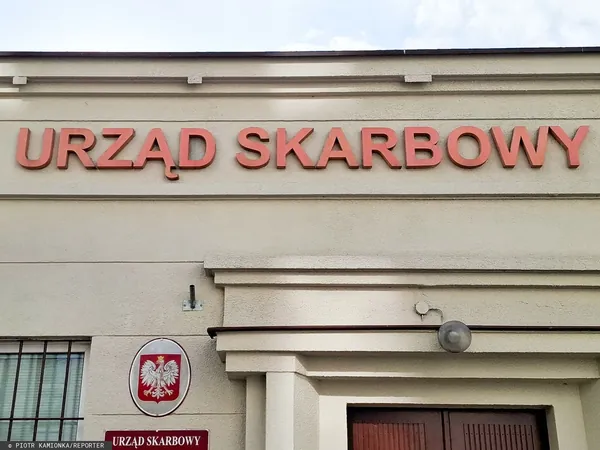 URZĄD SKARBOWY
URZĄD SKARBOWY
© PIOTR KAMIONKA/REPORTER